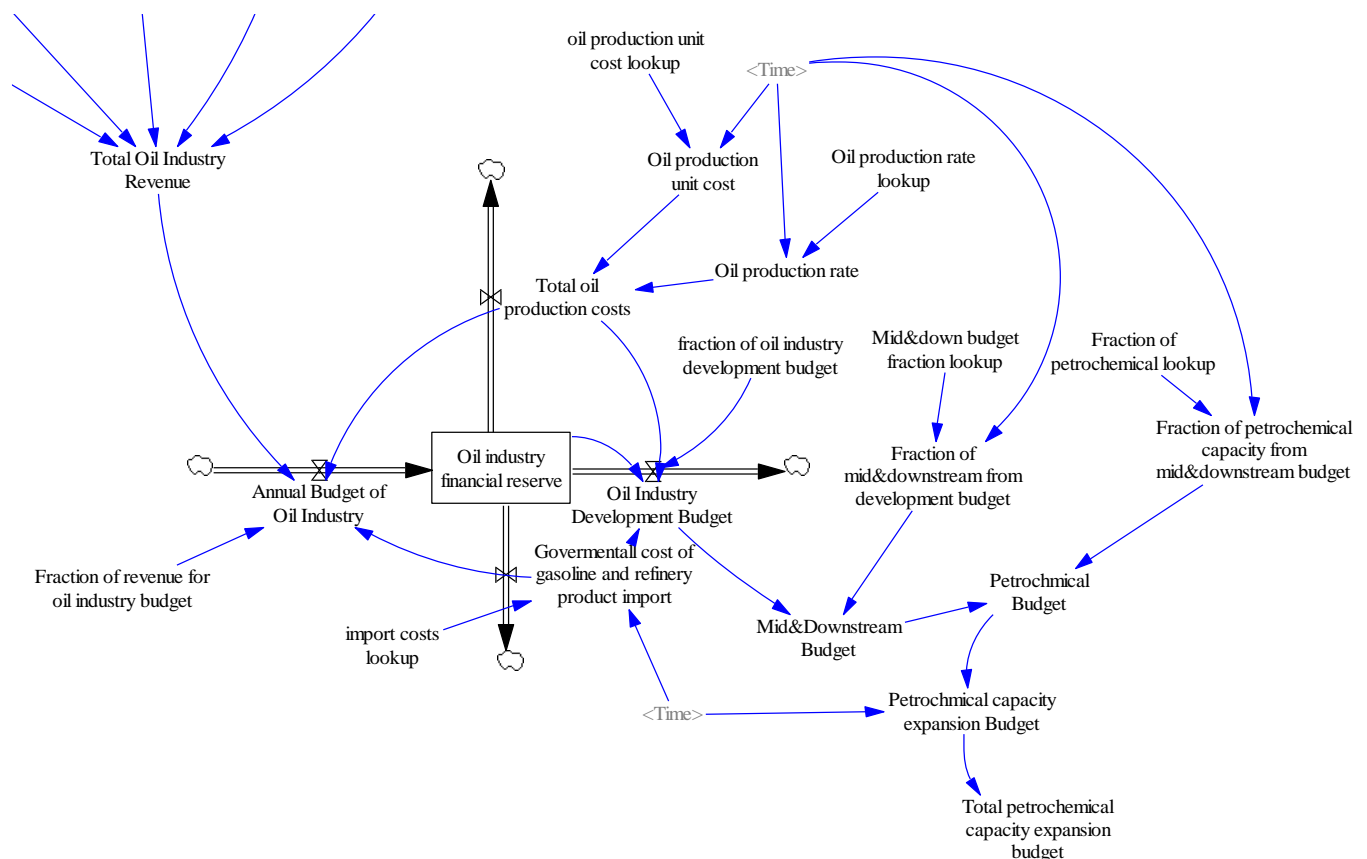 oil production unit
cost lookup
<Time>
Total Oil Industry
Revenue
Oil production
unit cost
Oil production rate
lookup
Oil production rate
Total oil
production costs
fraction of oil industry
development budget
Mid&down budget
fraction lookup
Fraction of
petrochemical lookup
Oil industry
financial reserve
Fraction of petrochemical
capacity from
mid&downstream budget
Fraction of
mid&downstream from
development budget
Annual Budget of
Oil Industry
Oil Industry
Development Budget
Fraction of revenue for
oil industry budget
Govermentall cost of
gasoline and refinery
product import
Petrochmical
Budget
import costs
lookup
Mid&Downstream
Budget
<Time>
Petrochmical capacity
expansion Budget
Total petrochemical
capacity expansion
budget